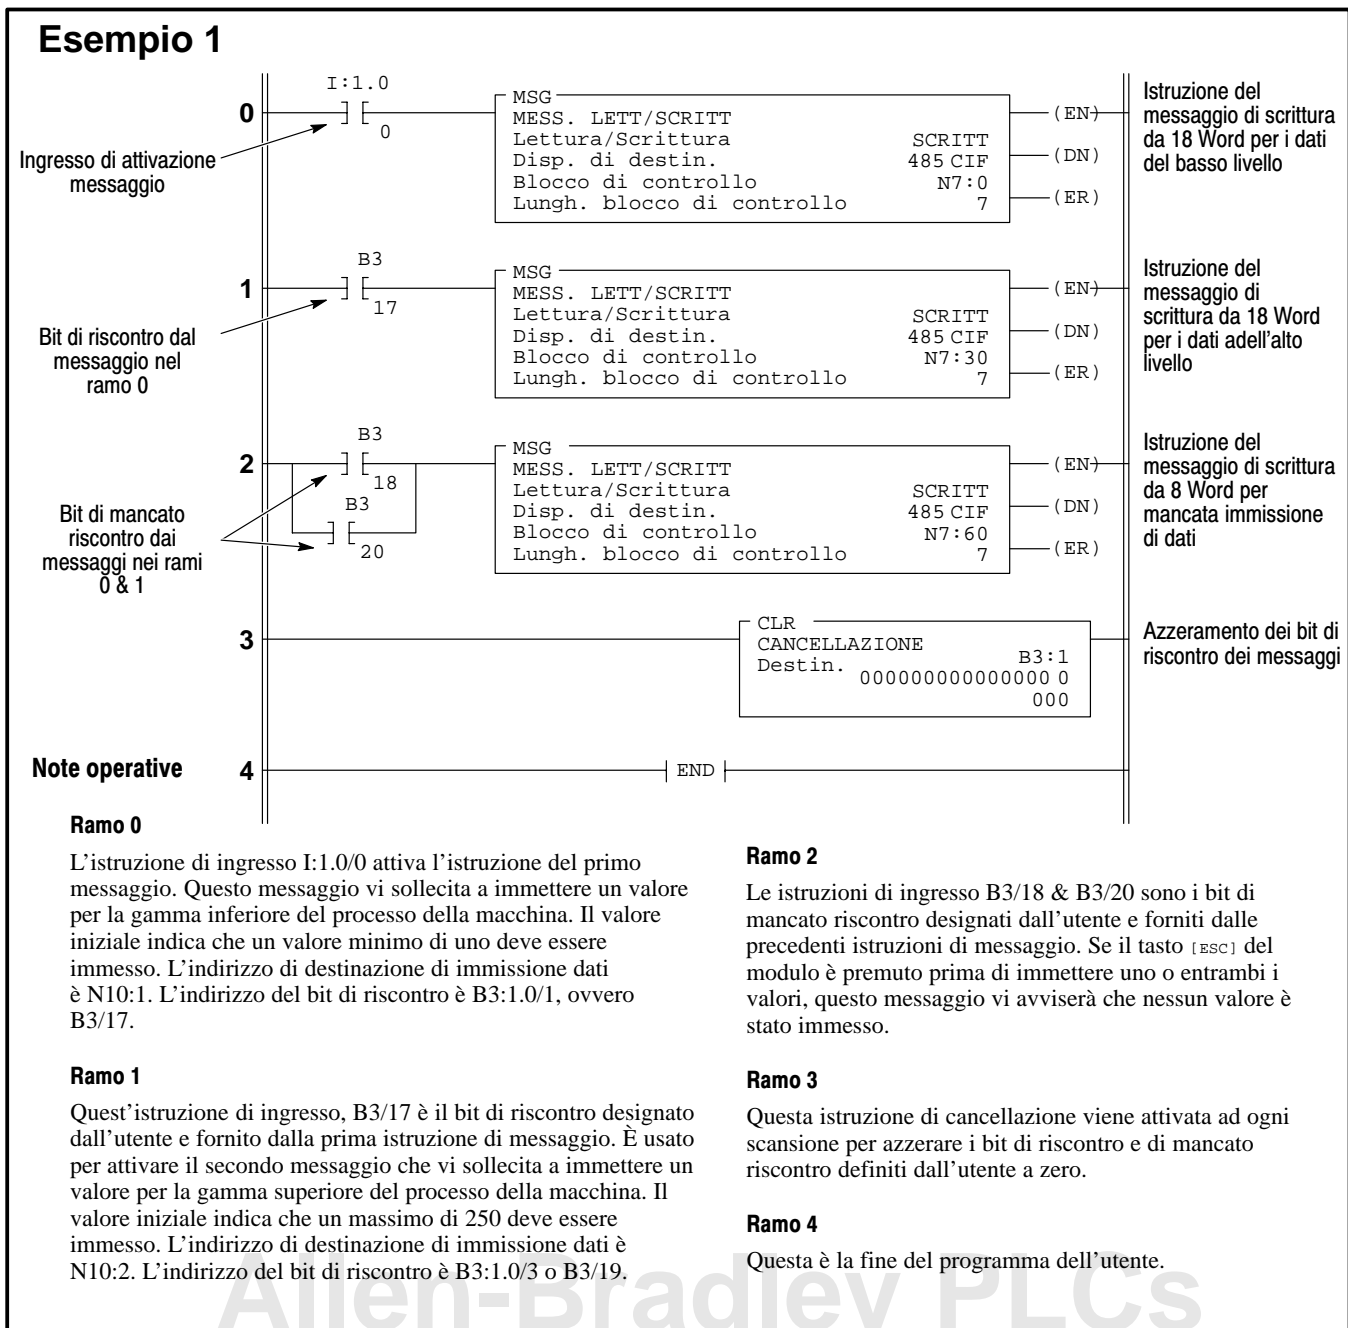 Esempio 1
I:1.0
0
] [
0
Ingresso di attivazione
messaggio
MSG
MESS. LETT/SCRITT
Lettura/Scrittura SCRITT
Disp. di destin. 485 CIF
Blocco di controllo N7:0
Lungh. blocco di controllo 7
(EN)
(DN)
(ER)
Istruzione del
messaggio di scrittura
da 18 Word per i dati
del basso livello
B3
1
] [
17
Bit di riscontro dal
messaggio nel
ramo 0
MSG
MESS. LETT/SCRITT
Lettura/Scrittura SCRITT
Disp. di destin. 485 CIF
Blocco di controllo N7:30
Lungh. blocco di controllo 7
(EN)
(DN)
(ER)
Istruzione del
messaggio di
scrittura da 18 Word
per i dati adell'alto
livello
B3
2
] [
18
B3
] [
20
Bit di mancato
riscontro dai
messaggi nei rami
0 & 1
MSG
MESS. LETT/SCRITT
Lettura/Scrittura SCRITT
Disp. di destin. 485 CIF
Blocco di controllo N7:60
Lungh. blocco di controllo 7
(EN)
(DN)
(ER)
Istruzione del
messaggio di scrittura
da 8 Word per
mancata immissione
di dati
3
CLR
CANCELLAZIONE
Destin. B3:1
000000000000000 0
000
Azzeramento dei bit di
riscontro dei messaggi
Note operative
4
END
Ramo 0
L'istruzione di ingresso I:1.0/0 attiva l'istruzione del primo
messaggio. Questo messaggio vi sollecita a immettere un valore
per la gamma inferiore del processo della macchina. Il valore
iniziale indica che un valore minimo di uno deve essere
immesso. L'indirizzo di destinazione di immissione dati
è N10:1. L'indirizzo del bit di riscontro è B3:1.0/1, ovvero
B3/17.
Ramo 1
Quest'istruzione di ingresso, B3/17 è il bit di riscontro designato
dall'utente e fornito dalla prima istruzione di messaggio. È usato
per attivare il secondo messaggio che vi sollecita a immettere un
valore per la gamma superiore del processo della macchina. Il
valore iniziale indica che un massimo di 250 deve essere
immesso. L'indirizzo di destinazione di immissione dati è
N10:2. L'indirizzo del bit di riscontro è B3:1.0/3 o B3/19.
Ramo 2
Le istruzioni di ingresso B3/18 & B3/20 sono i bit di
mancato riscontro designati dall'utente e forniti dalle
precedenti istruzioni di messaggio. Se il tasto [ESC] del
modulo è premuto prima di immettere uno o entrambi i
valori, questo messaggio vi avviserà che nessun valore è
stato immesso.
Ramo 3
Questa istruzione di cancellazione viene attivata ad ogni
scansione per azzerare i bit di riscontro e di mancato
riscontro definiti dall'utente a zero.
Ramo 4
Questa è la fine del programma dell'utente.
Allen-Bradley PLCs